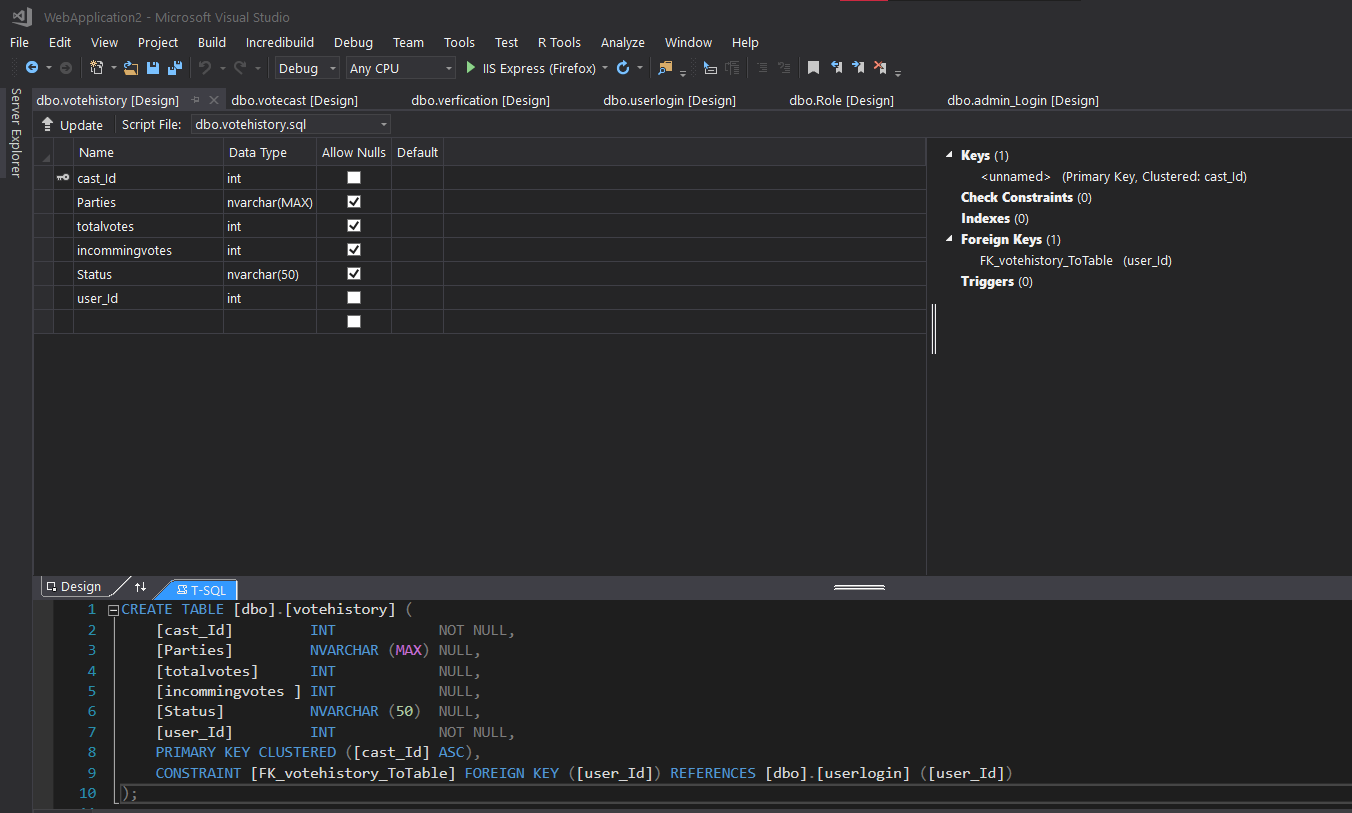 WebApplication2 - Microsoft Visual Studio
File Edit View Project Build Incredibuild Debug Team Tools Test R Tools Analyze Window Help
Debug Any CPU IIS Express (Firefox)
Server Explorer
dbo.votehistory [Design] dbo.votecast [Design] dbo.verfication [Design] dbo.userlogin [Design] dbo.Role [Design] dbo.admin_Login [Design]
Update Script File: dbo.votehistory.sql
Name Data Type Allow Nulls Default
cast_Id int
Parties nvarchar(MAX)
totalvotes int
incommingvotes int
Status nvarchar(50)
user_Id int
Keys (1)
<unnamed> (Primary Key, Clustered: cast_Id)
Check Constraints (0)
Indexes (0)
Foreign Keys (1)
FK_votehistory_ToTable (user_Id)
Triggers (0)
Design T-SQL
1 CREATE TABLE [dbo].[votehistory] (
2 [cast_Id] INT NOT NULL,
3 [Parties] NVARCHAR (MAX) NULL,
4 [totalvotes] INT NULL,
5 [incommingvotes ] INT NULL,
6 [Status] NVARCHAR (50) NULL,
7 [user_Id] INT NOT NULL,
8 PRIMARY KEY CLUSTERED ([cast_Id] ASC),
9 CONSTRAINT [FK_votehistory_ToTable] FOREIGN KEY ([user_Id]) REFERENCES [dbo].[userlogin] ([user_Id])
10 );